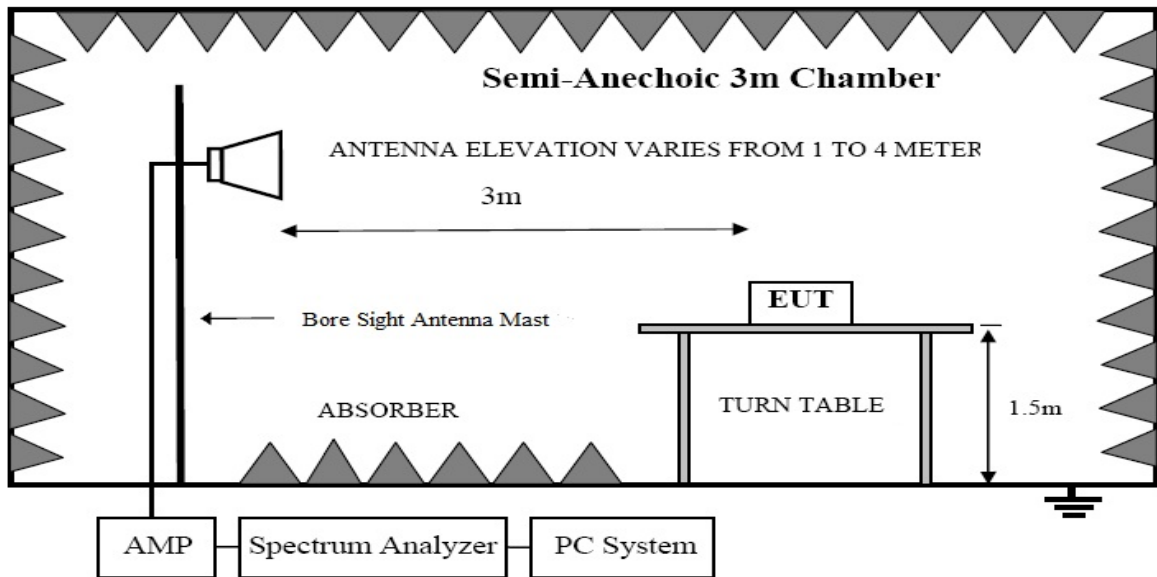 Semi-Anechoic 3m Chamber
ANTENNA ELEVATION VARIES FROM 1 TO 4 METER
3m
EUT
Bore Sight Antenna Mast
ABSORBER
TURN TABLE
1.5m
AMP
Spectrum Analyzer
PC System